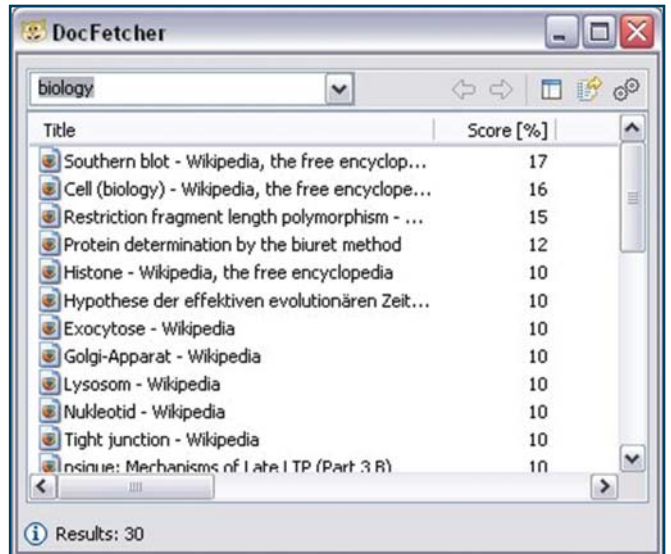 DocFetcher
biology
Title Score [%]
Southern blot - Wikipedia, the free encyclop... 17
Cell (biology) - Wikipedia, the free encyclope... 16
Restriction fragment length polymorphism - ... 15
Protein determination by the biuret method 12
Histone - Wikipedia, the free encyclopedia 10
Hypothese der effektiven evolutionären Zeit... 10
Exocytose - Wikipedia 10
Golgi-Apparat - Wikipedia 10
Lysosom - Wikipedia 10
Nukleotid - Wikipedia 10
Tight junction - Wikipedia 10
nsique: Mechanisms of Late LTP (Part 3 B) 10
Results: 30